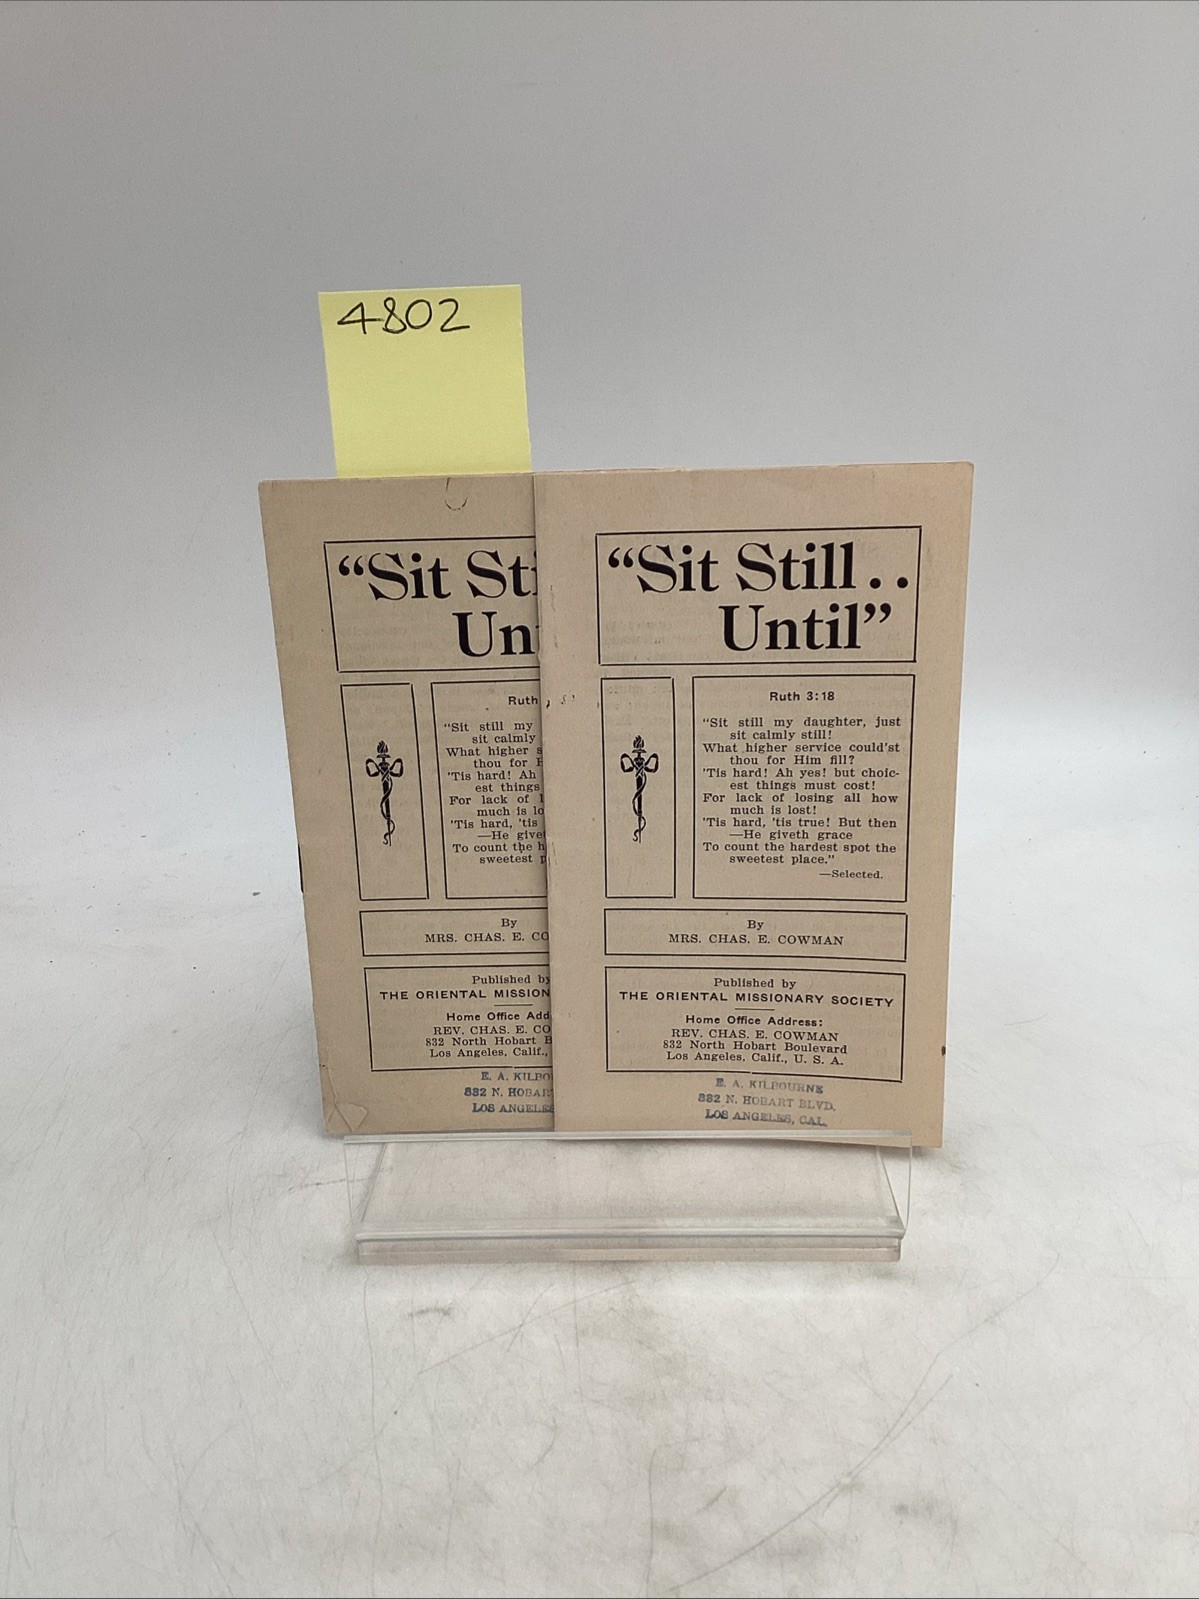 4802
"Sit Sti
Un
Ruth
"Sit still my
sit calmly
What higher s
thou for H
'Tis hard! Ah
est things
For lack of l
much is lo
'Tis hard, 'tis
—He givet
To count the h
sweetest p
By
MRS. CHAS. E. CO
Published by
THE ORIENTAL MISSION
Home Office Add
REV. CHAS. E. CO
832 North Hobart B
Los Angeles, Calif.,
E. A. KILBO
832 N. HOBAR
LOS ANGELES
"Sit Still..
Until"
Ruth 3:18
"Sit still my daughter, just
sit calmly still!
What higher service could'st
thou for Him fill?
'Tis hard! Ah yes! but choic-
est things must cost!
For lack of losing all how
much is lost!
'Tis hard, 'tis true! But then
—He giveth grace
To count the hardest spot the
sweetest place."
—Selected.
By
MRS. CHAS. E. COWMAN
Published by
THE ORIENTAL MISSIONARY SOCIETY
Home Office Address:
REV. CHAS. E. COWMAN
832 North Hobart Boulevard
Los Angeles, Calif., U. S. A.
E. A. KILBOURNE
832 N. HOBART BLVD.
LOS ANGELES, CAL.